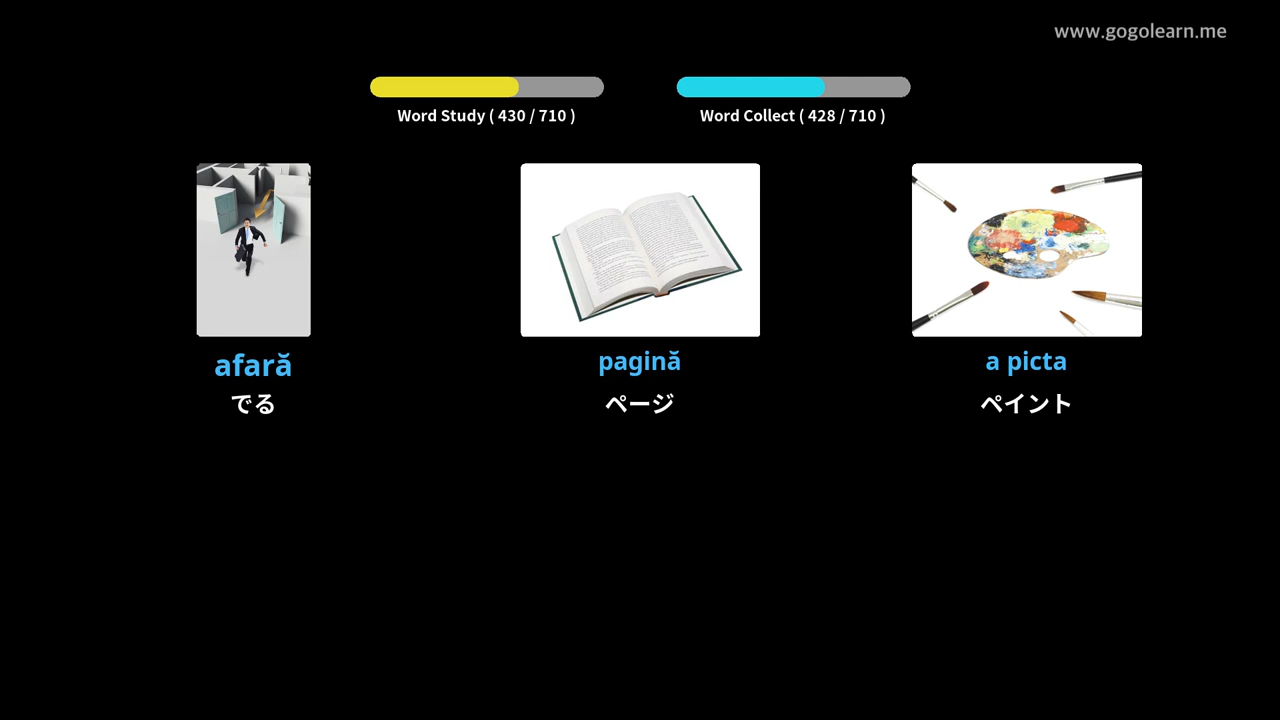 www.gogolearn.me
Word Study ( 430 / 710 )
Word Collect ( 428 / 710 )
afară
でる
pagină
ページ
a picta
ペイント